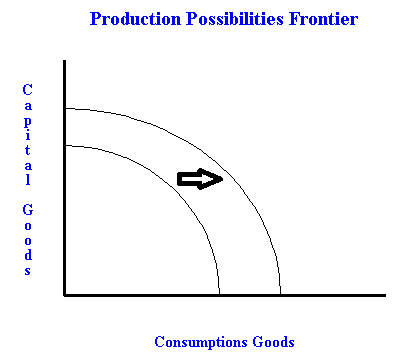 Production Possibilities Frontier
Capital Goods
Consumptions Goods